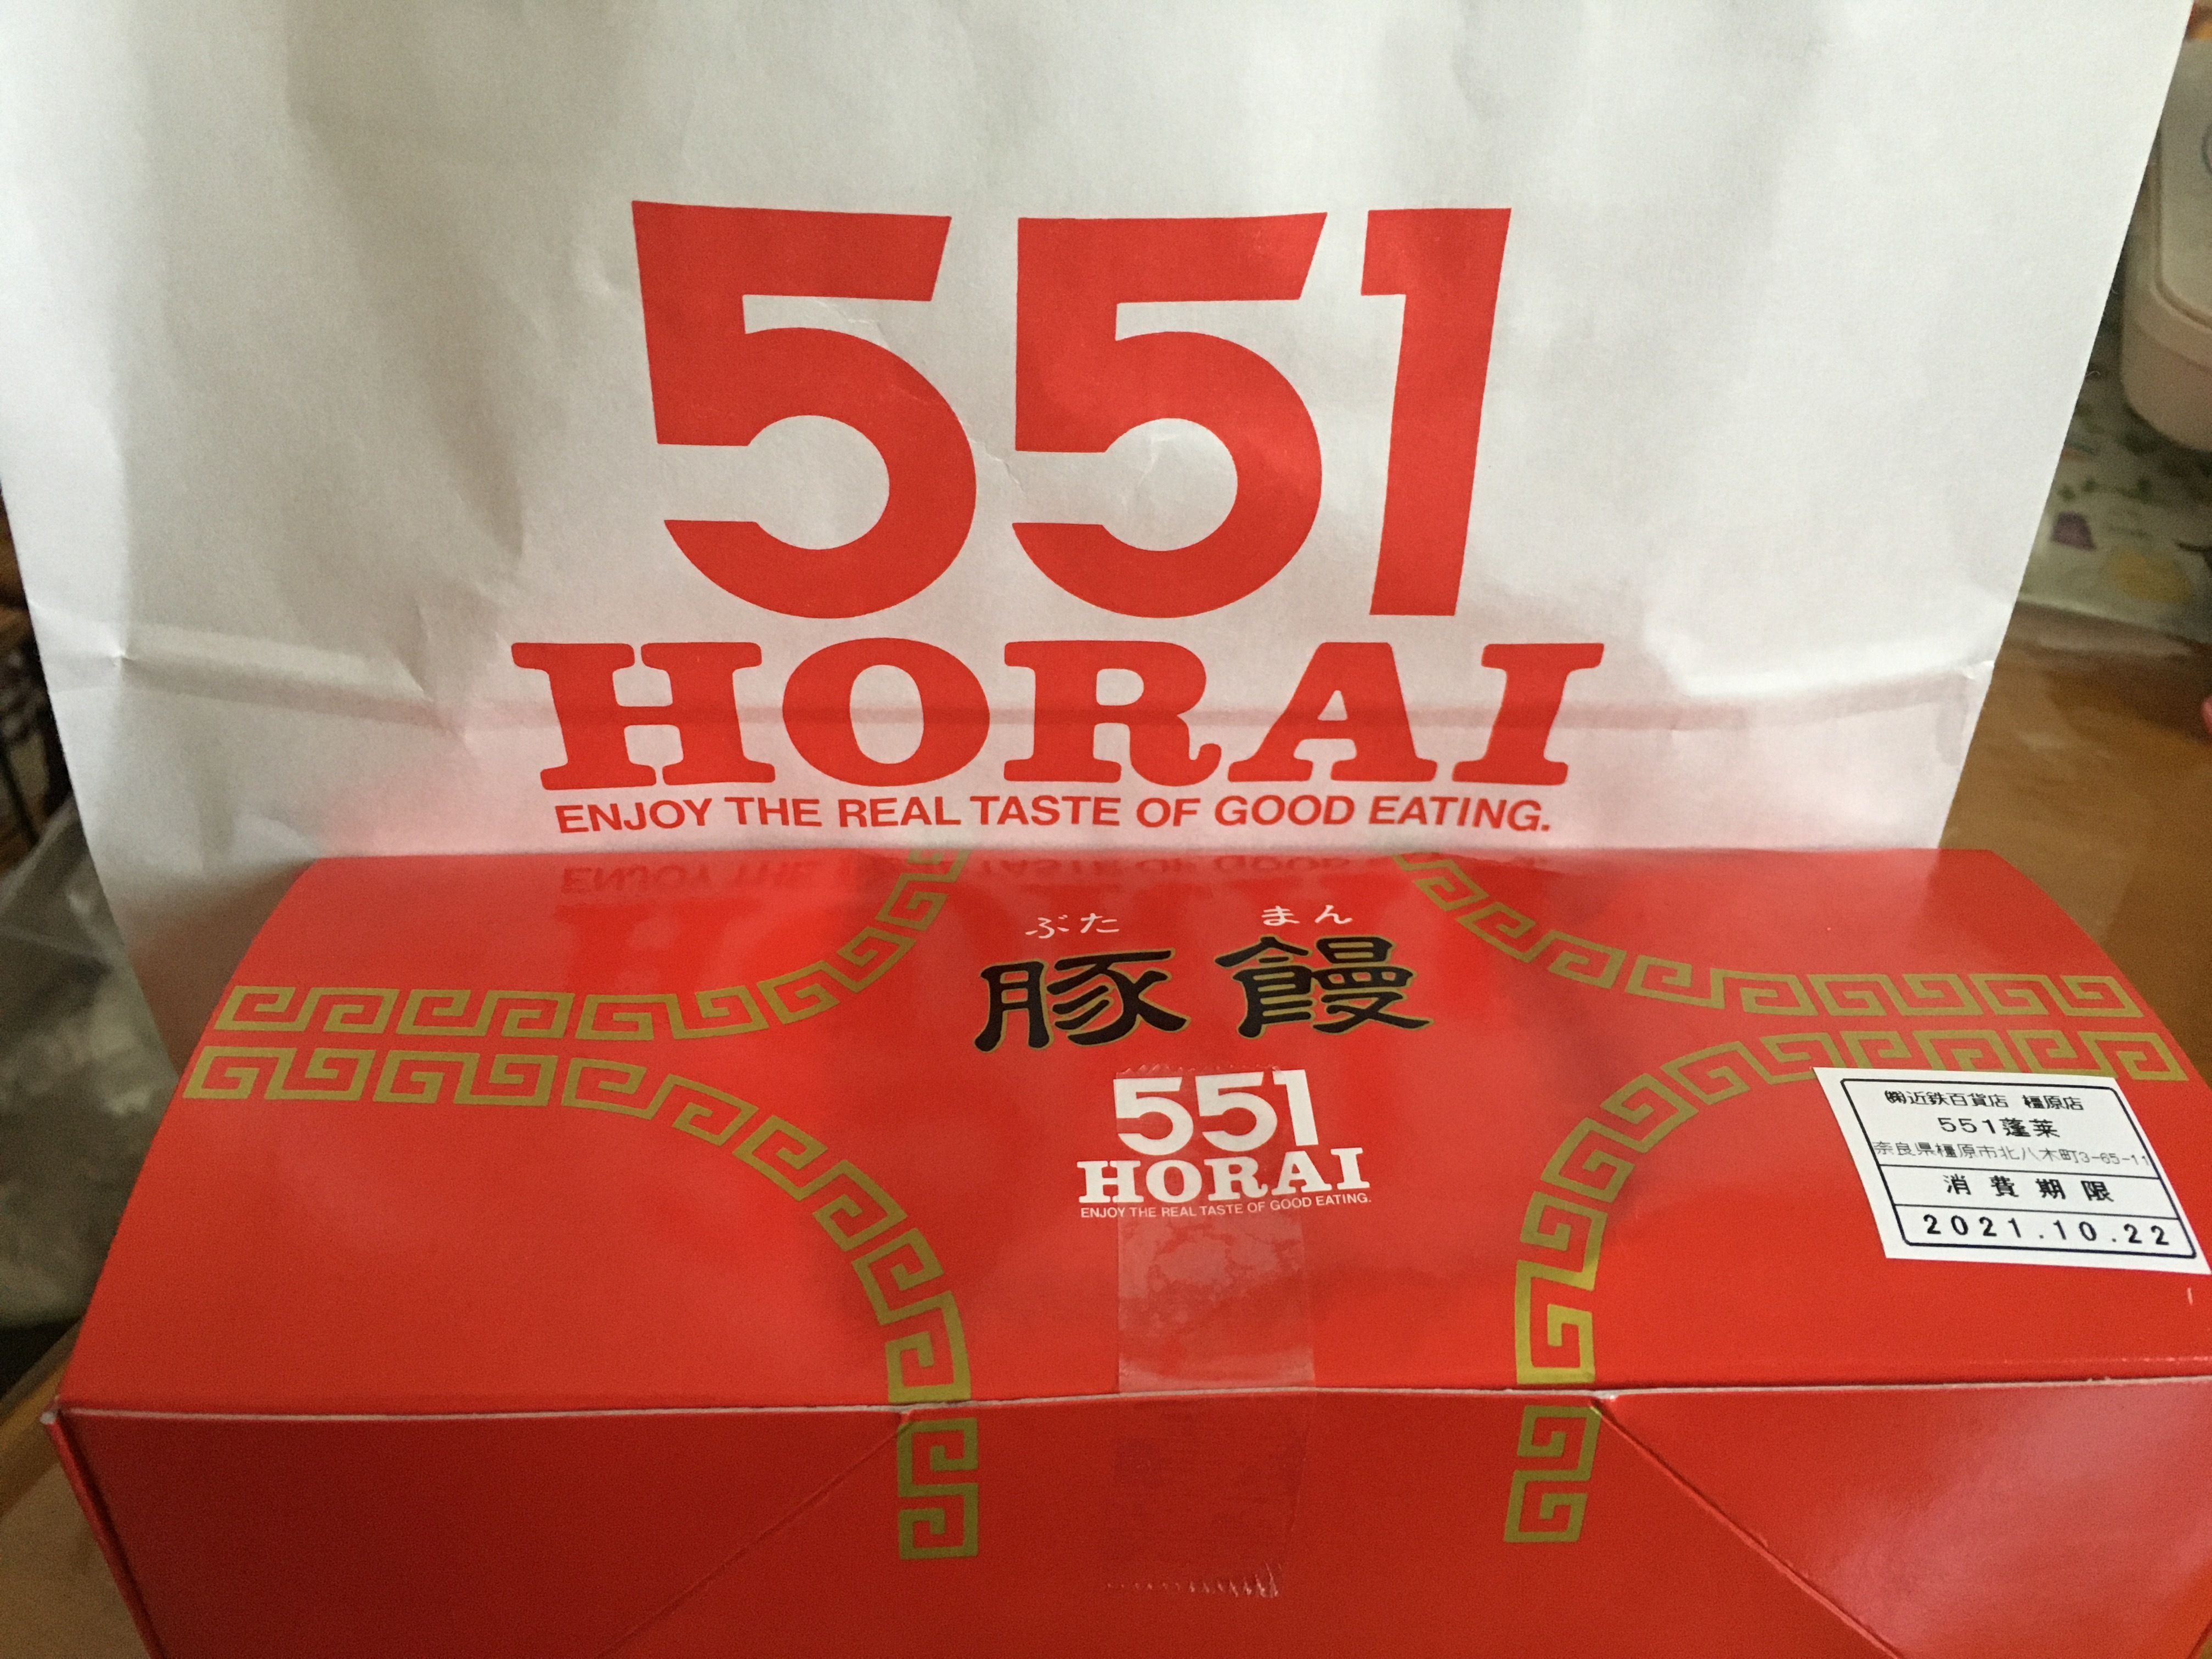 551
HORAI
ENJOY THE REAL TASTE OF GOOD EATING.
ぶた まん
豚饅
551
HORAI
ENJOY THE REAL TASTE OF GOOD EATING.
㈱近鉄百貨店 橿原店
551蓬莱
奈良県橿原市北八木町3-65-11
消費期限
2021.10.22